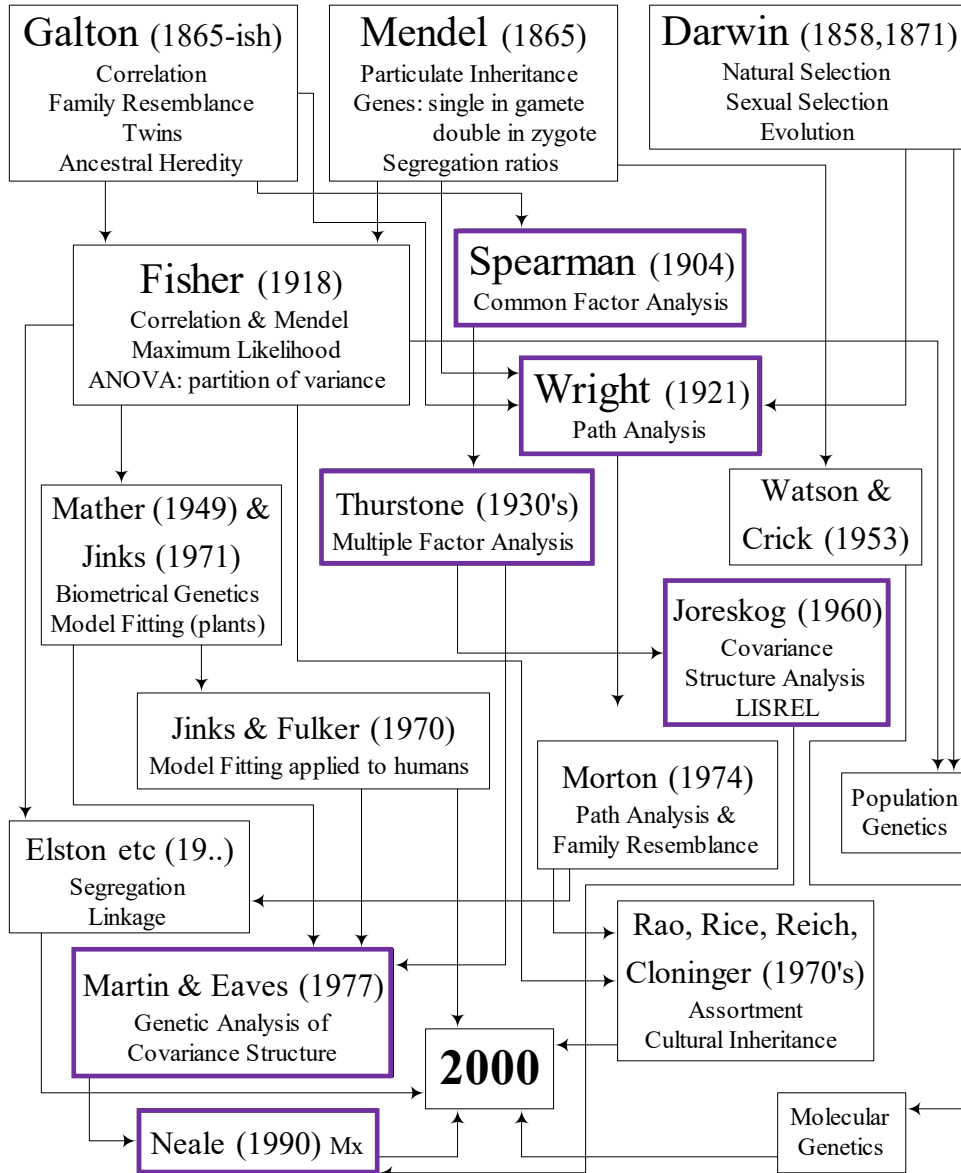 Galton (1865-ish)
Correlation
Family Resemblance
Twins
Ancestral Heredity
Mendel (1865)
Particulate Inheritance
Genes: single in gamete
double in zygote
Segregation ratios
Darwin (1858,1871)
Natural Selection
Sexual Selection
Evolution
Spearman (1904)
Common Factor Analysis
Fisher (1918)
Correlation & Mendel
Maximum Likelihood
ANOVA: partition of variance
Wright (1921)
Path Analysis
Mather (1949) &
Jinks (1971)
Biometrical Genetics
Model Fitting (plants)
Thurstone (1930's)
Multiple Factor Analysis
Watson &
Crick (1953)
Joreskog (1960)
Covariance
Structure Analysis
LISREL
Jinks & Fulker (1970)
Model Fitting applied to humans
Morton (1974)
Path Analysis &
Family Resemblance
Population
Genetics
Elston etc (19..)
Segregation
Linkage
Rao, Rice, Reich,
Cloninger (1970's)
Assortment
Cultural Inheritance
Martin & Eaves (1977)
Genetic Analysis of
Covariance Structure
2000
Neale (1990) Mx
Molecular
Genetics